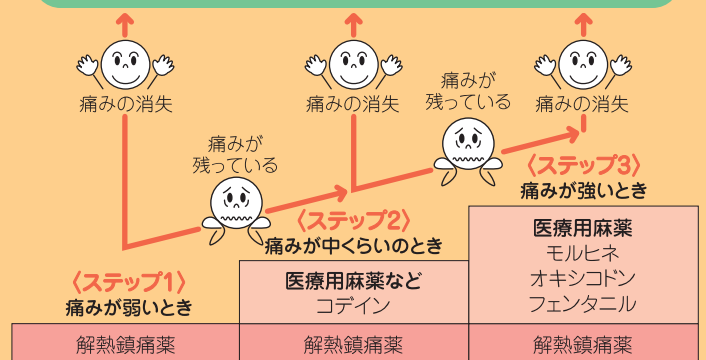 痛みの消失
痛みの消失
痛みの消失
痛みが
残っている
痛みが
残っている
〈ステップ1〉
痛みが弱いとき
〈ステップ2〉
痛みが中くらいのとき
〈ステップ3〉
痛みが強いとき
医療用麻薬など
コデイン
医療用麻薬
モルヒネ
オキシコドン
フェンタニル
解熱鎮痛薬
解熱鎮痛薬
解熱鎮痛薬